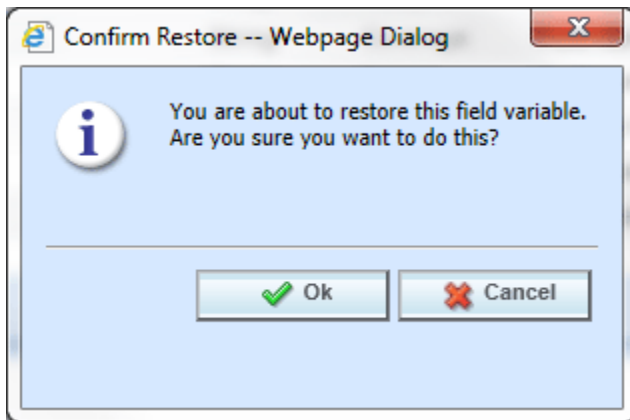 Confirm Restore -- Webpage Dialog
You are about to restore this field variable.
Are you sure you want to do this?
Ok
Cancel